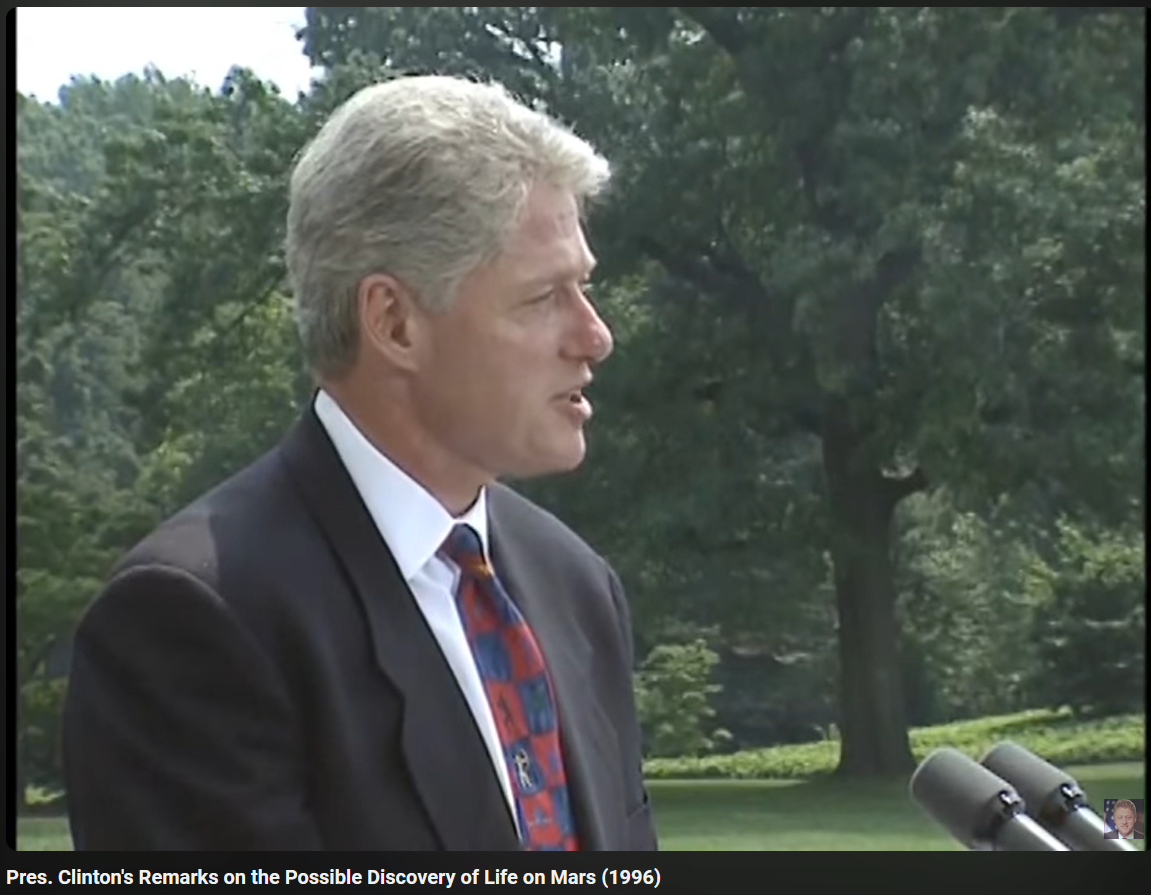 Pres. Clinton's Remarks on the Possible Discovery of Life on Mars (1996)